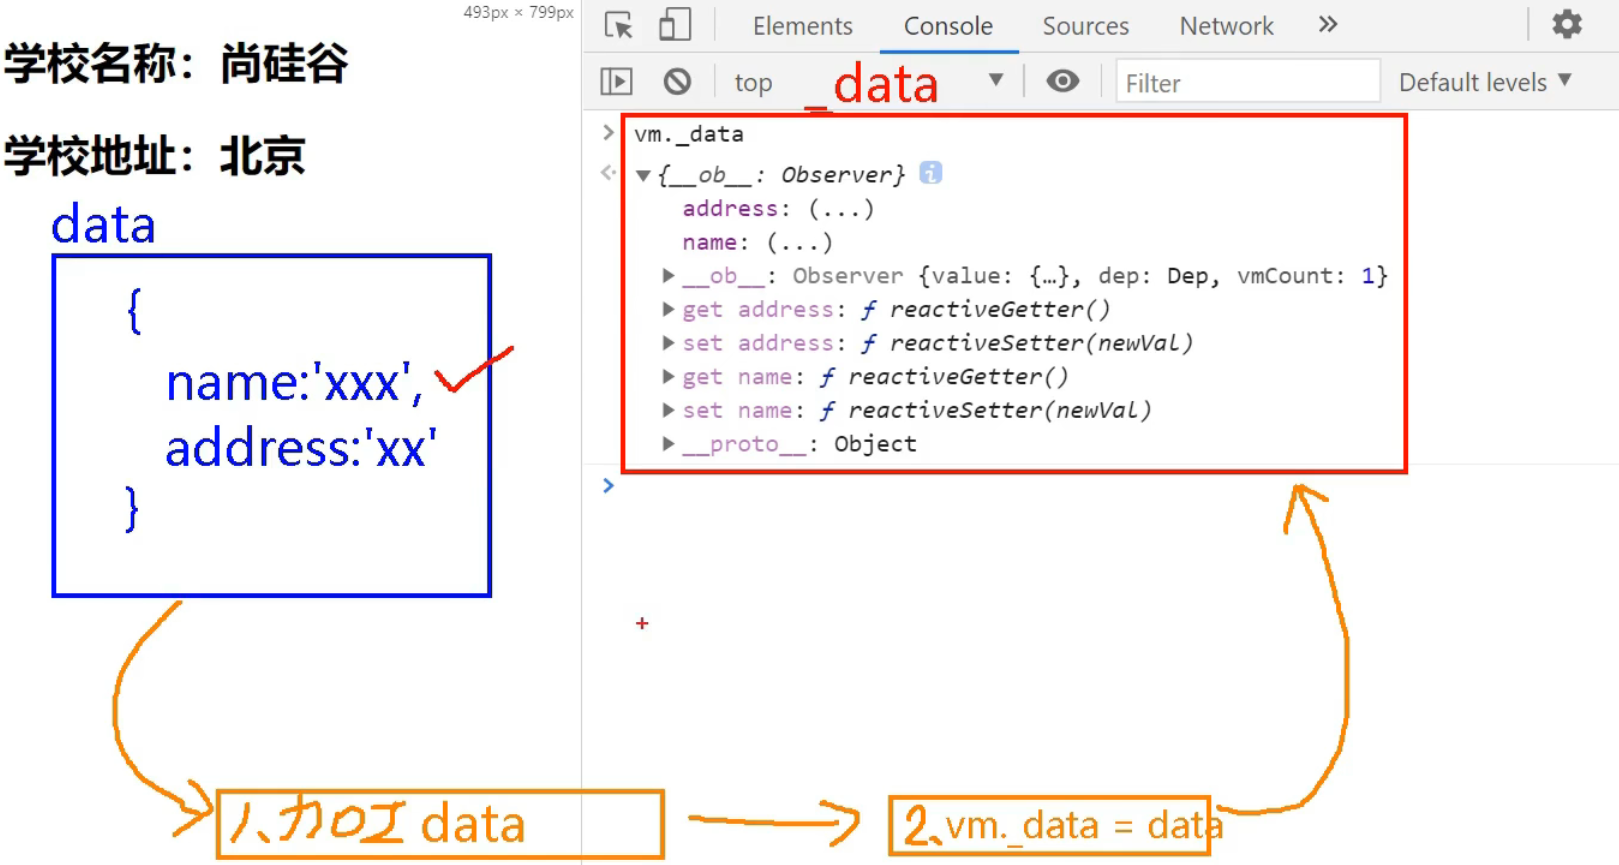 493px × 799px
学校名称：尚硅谷
学校地址：北京
data
{
name:'xxx',
address:'xx'
}
Elements Console Sources Network »
top Filter Default levels ▼
_data
> vm._data
▼{__ob__: Observer} i
address: (...)
name: (...)
▶ __ob__: Observer {value: {…}, dep: Dep, vmCount: 1}
▶ get address: ƒ reactiveGetter()
▶ set address: ƒ reactiveSetter(newVal)
▶ get name: ƒ reactiveGetter()
▶ set name: ƒ reactiveSetter(newVal)
▶ __proto__: Object
>
1、加工 data
2、vm._data = data